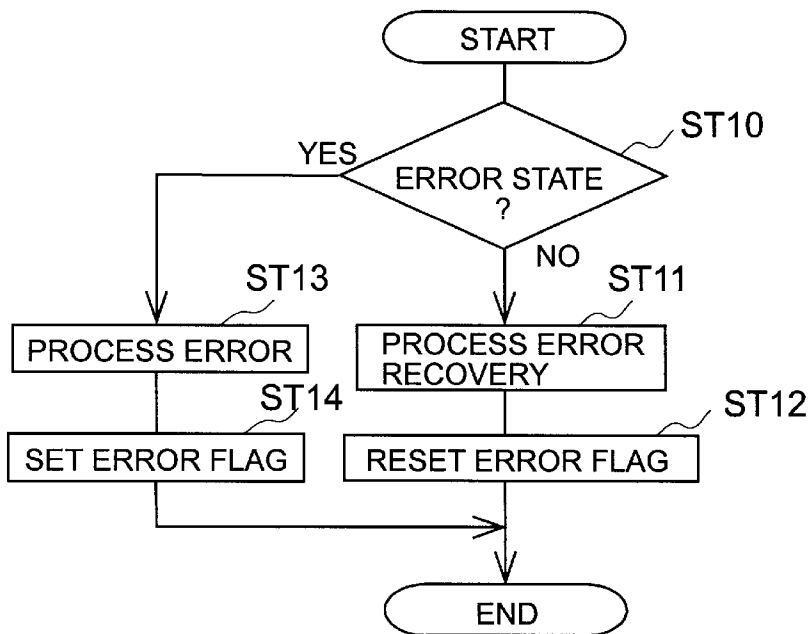 START
ST10
YES
ERROR STATE
?
NO
ST13
ST11
PROCESS ERROR
PROCESS ERROR
RECOVERY
ST14
ST12
SET ERROR FLAG
RESET ERROR FLAG
END